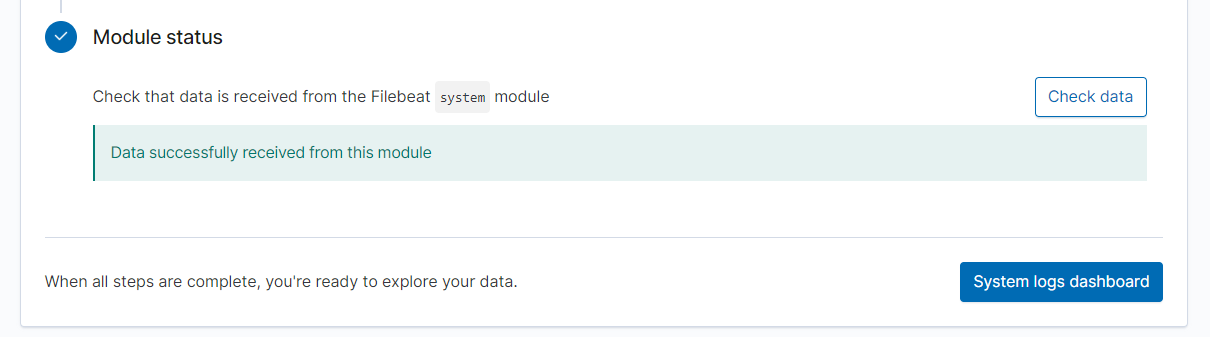 Module status
Check that data is received from the Filebeat system module
Check data
Data successfully received from this module
When all steps are complete, you're ready to explore your data.
System logs dashboard